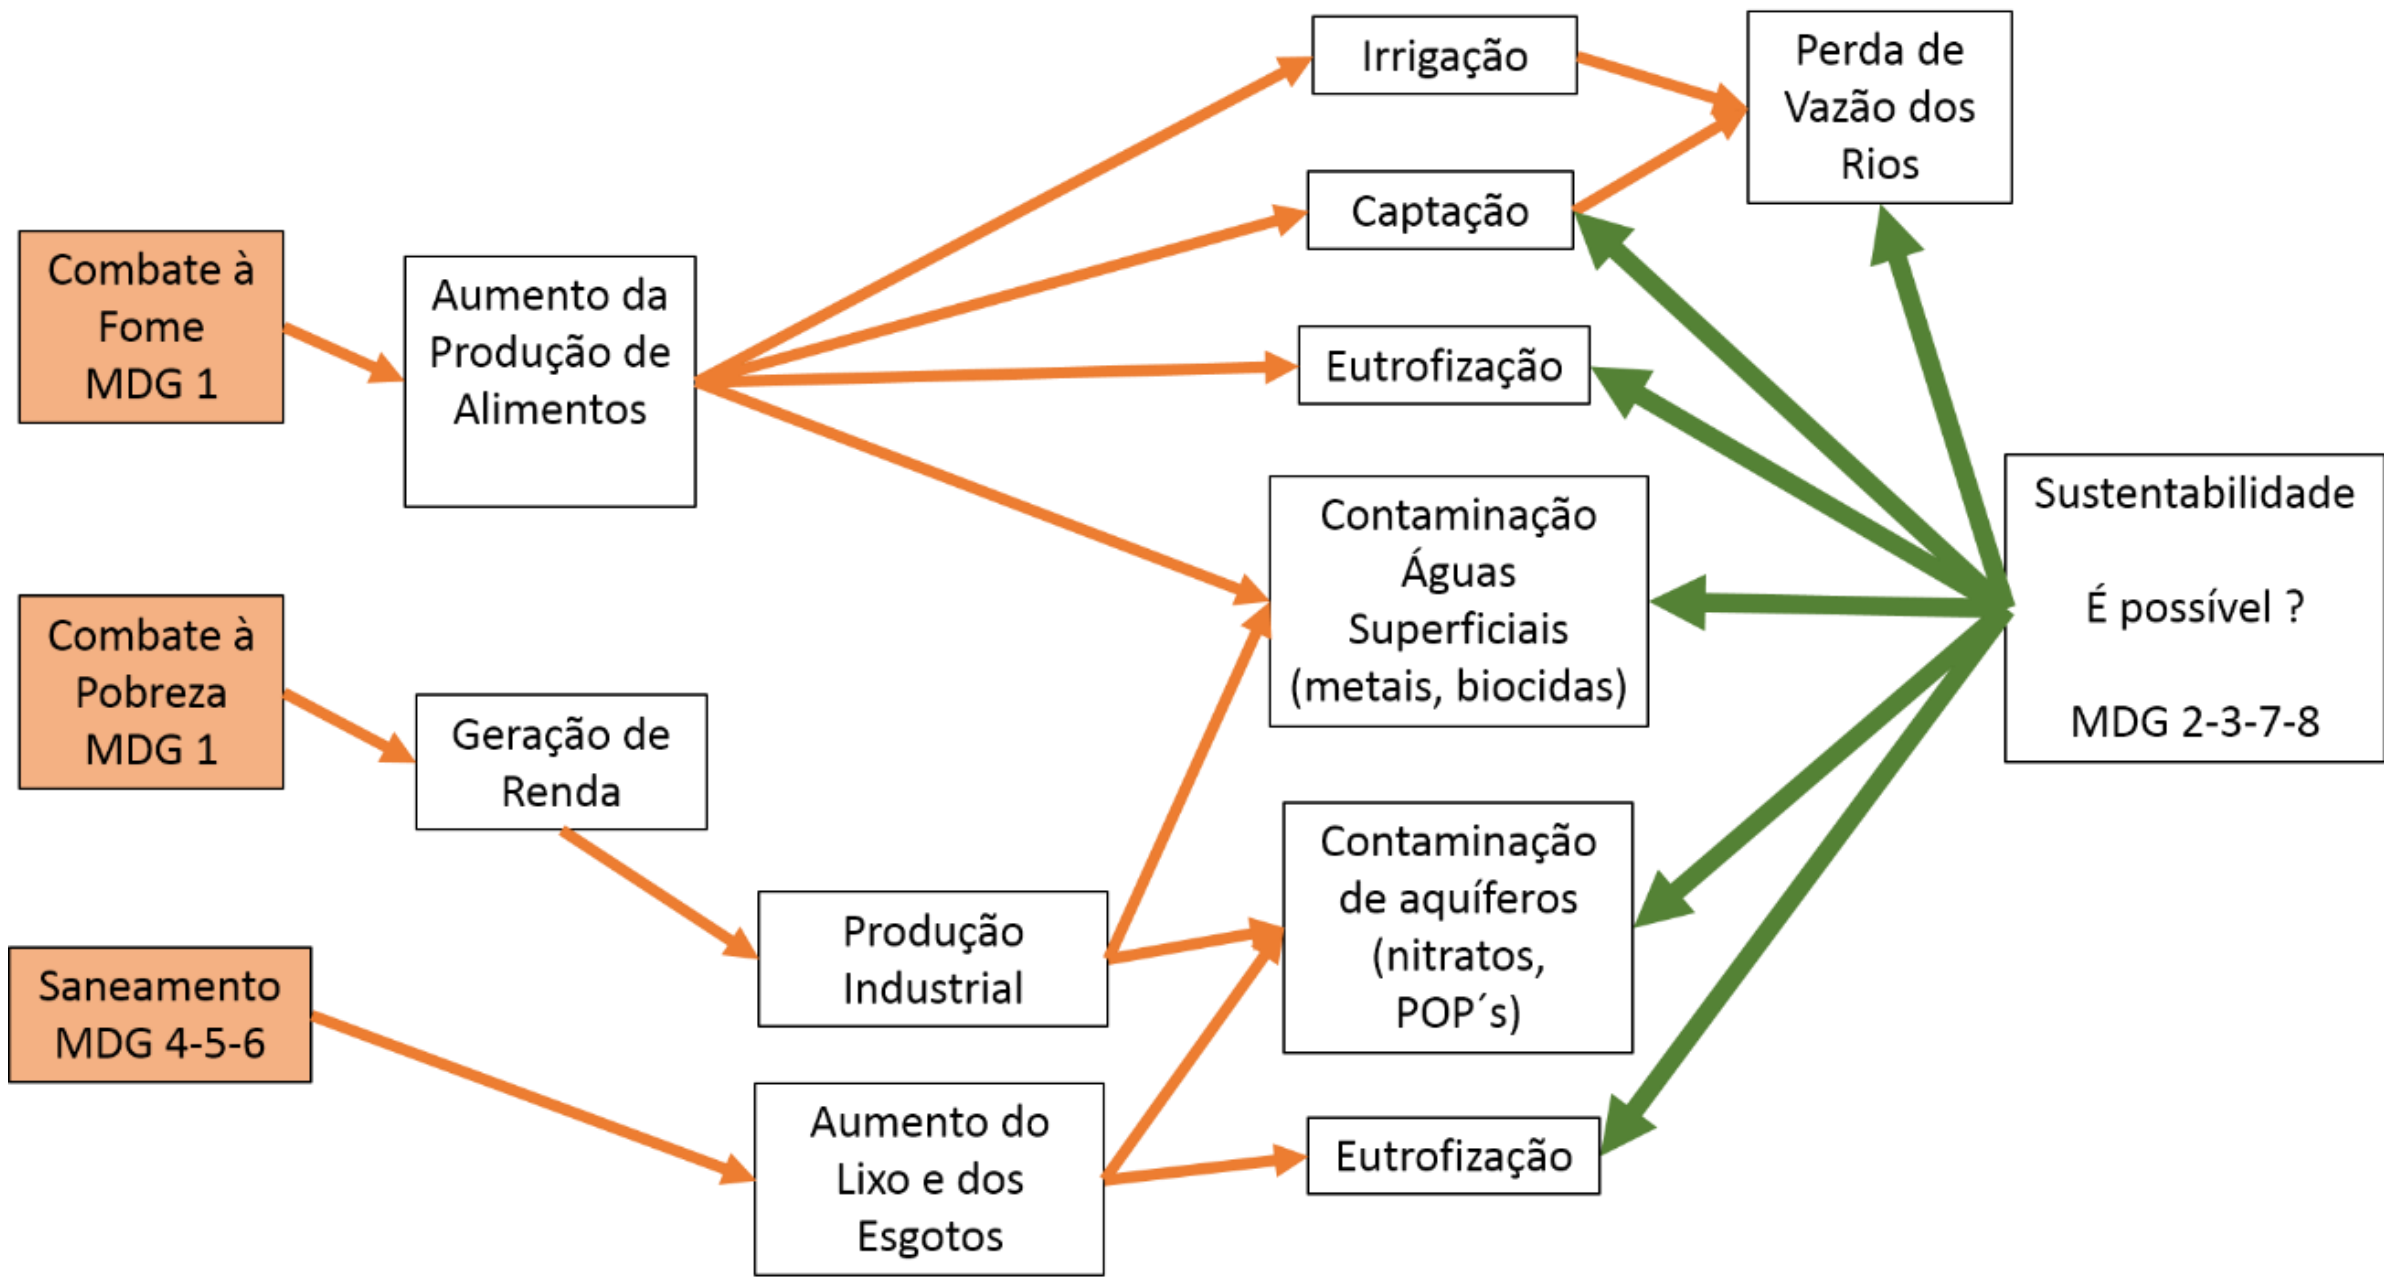 Combate à
Fome
MDG 1
Aumento da
Produção de
Alimentos
Irrigação
Captação
Eutrofização
Perda de
Vazão dos
Rios
Combate à
Pobreza
MDG 1
Geração de
Renda
Contaminação
Águas
Superficiais
(metais, biocidas)
Sustentabilidade
É possível ?
MDG 2-3-7-8
Saneamento
MDG 4-5-6
Produção
Industrial
Contaminação
de aquíferos
(nitratos,
POP´s)
Aumento do
Lixo e dos
Esgotos
Eutrofização